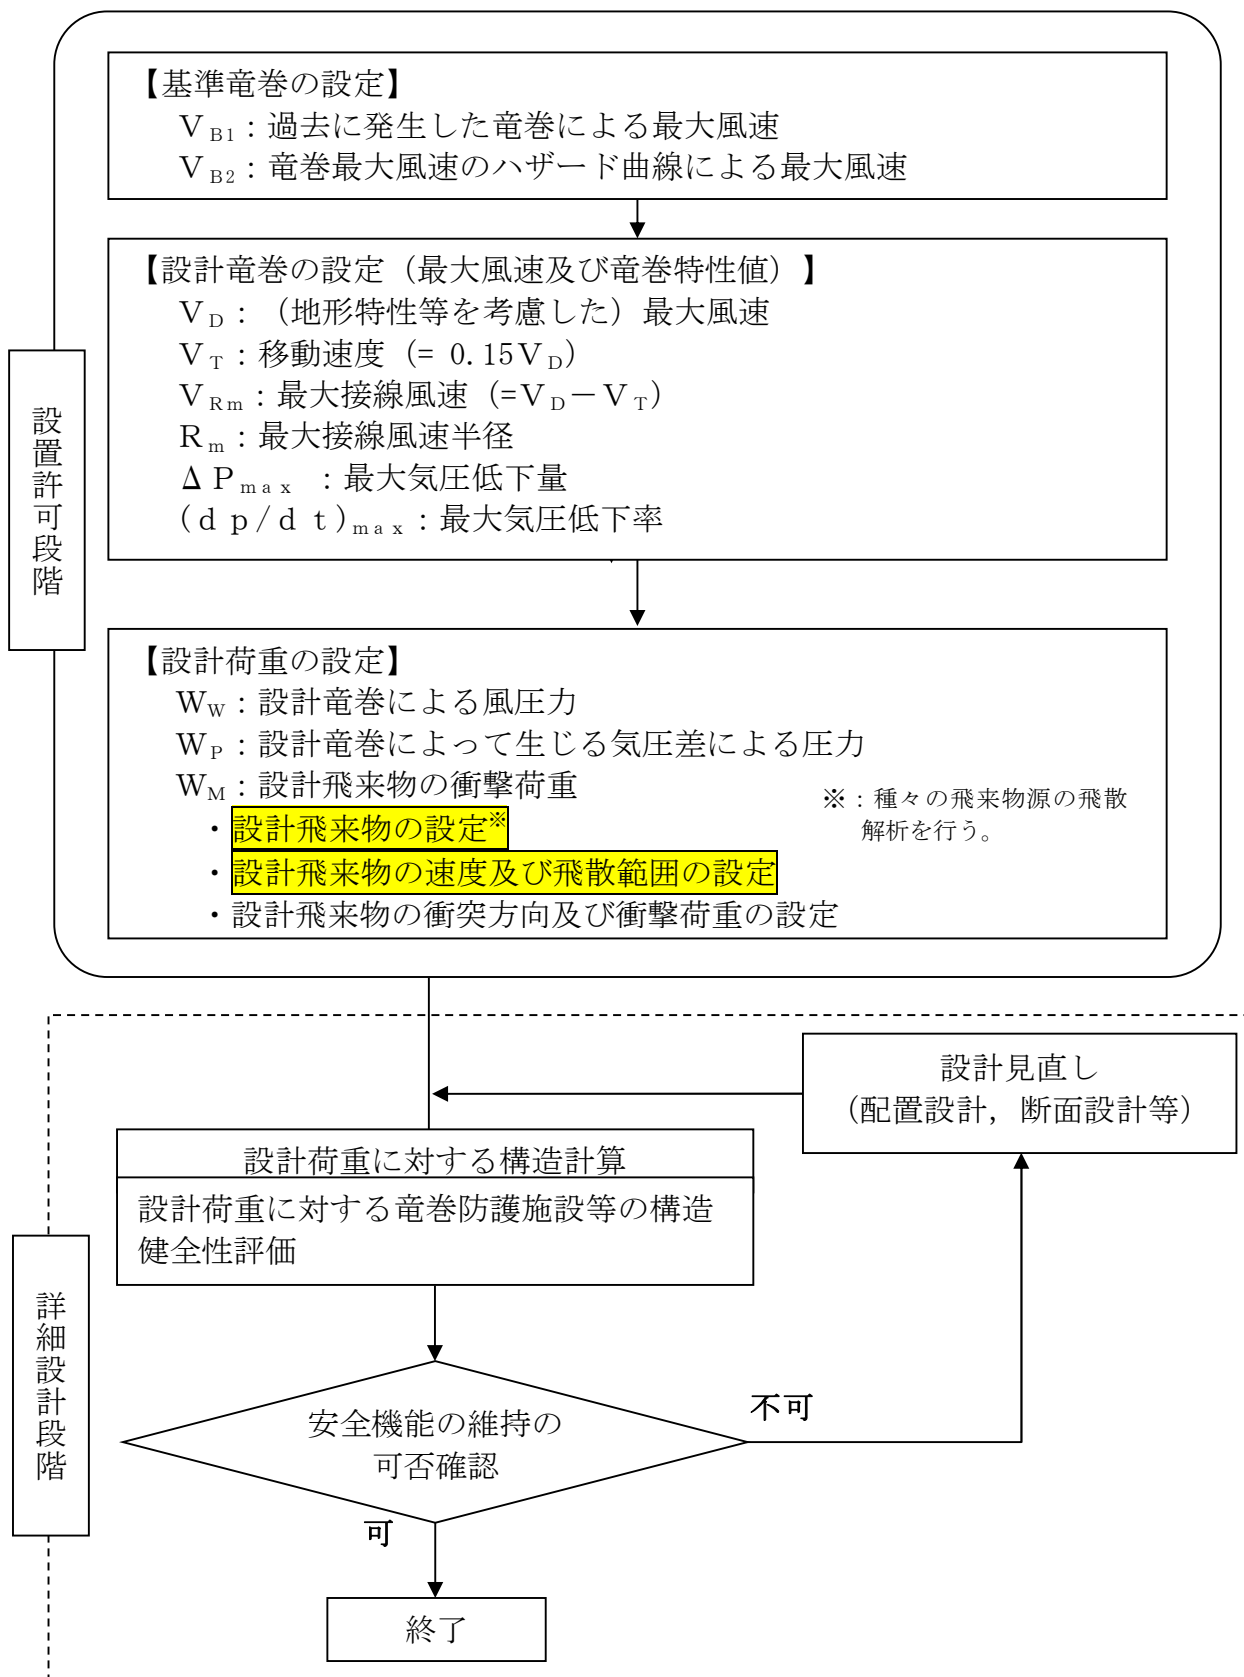 【基準竜巻の設定】
ＶB1：過去に発生した竜巻による最大風速
ＶB2：竜巻最大風速のハザード曲線による最大風速
【設計竜巻の設定（最大風速及び竜巻特性値）】
ＶD：（地形特性等を考慮した）最大風速
ＶT：移動速度（= 0.15ＶD）
ＶRm：最大接線風速（=ＶD－ＶT）
Ｒm：最大接線風速半径
ΔＰmax ：最大気圧低下量
(ｄｐ/ｄｔ)max：最大気圧低下率
設置許可段階
【設計荷重の設定】
WW：設計竜巻による風圧力
WP：設計竜巻によって生じる気圧差による圧力
WM：設計飛来物の衝撃荷重
・設計飛来物の設定※
・設計飛来物の速度及び飛散範囲の設定
・設計飛来物の衝突方向及び衝撃荷重の設定
※：種々の飛来物源の飛散
解析を行う。
設計見直し
（配置設計，断面設計等）
設計荷重に対する構造計算
設計荷重に対する竜巻防護施設等の構造
健全性評価
詳細設計段階
安全機能の維持の
可否確認
不可
可
終了